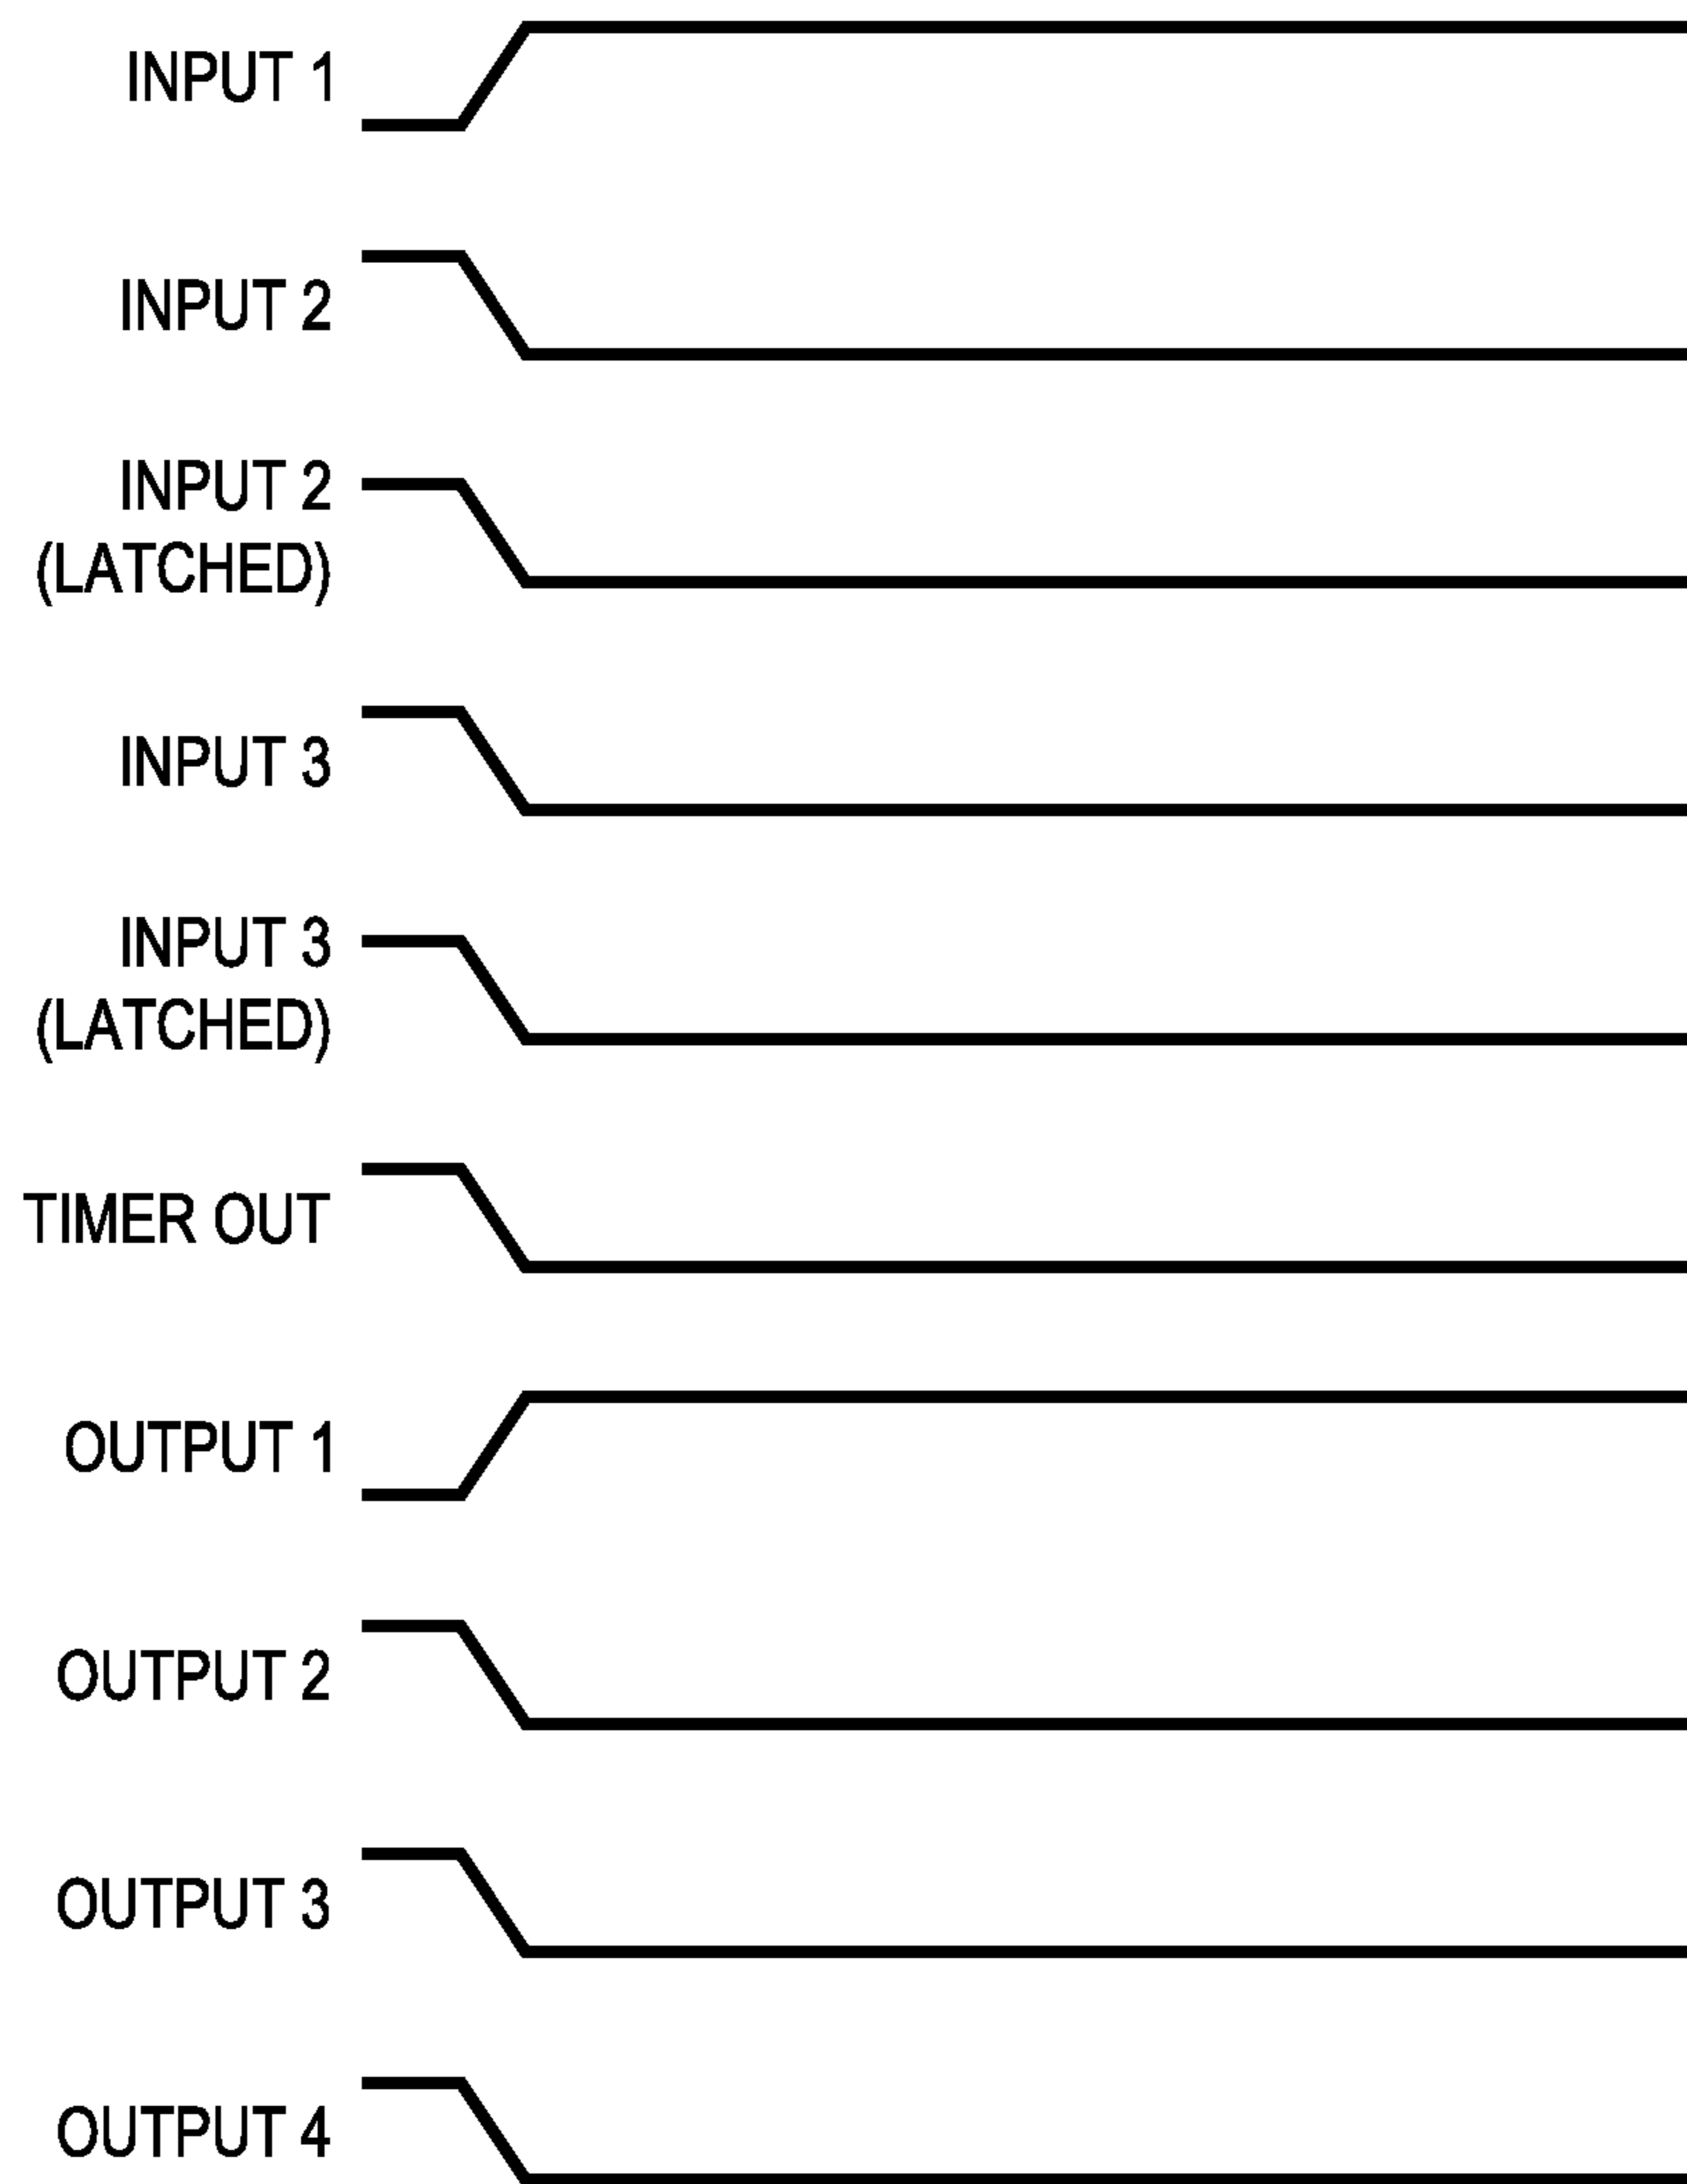 INPUT 1
INPUT 2
INPUT 2
(LATCHED)
INPUT 3
INPUT 3
(LATCHED)
TIMER OUT
OUTPUT 1
OUTPUT 2
OUTPUT 3
OUTPUT 4